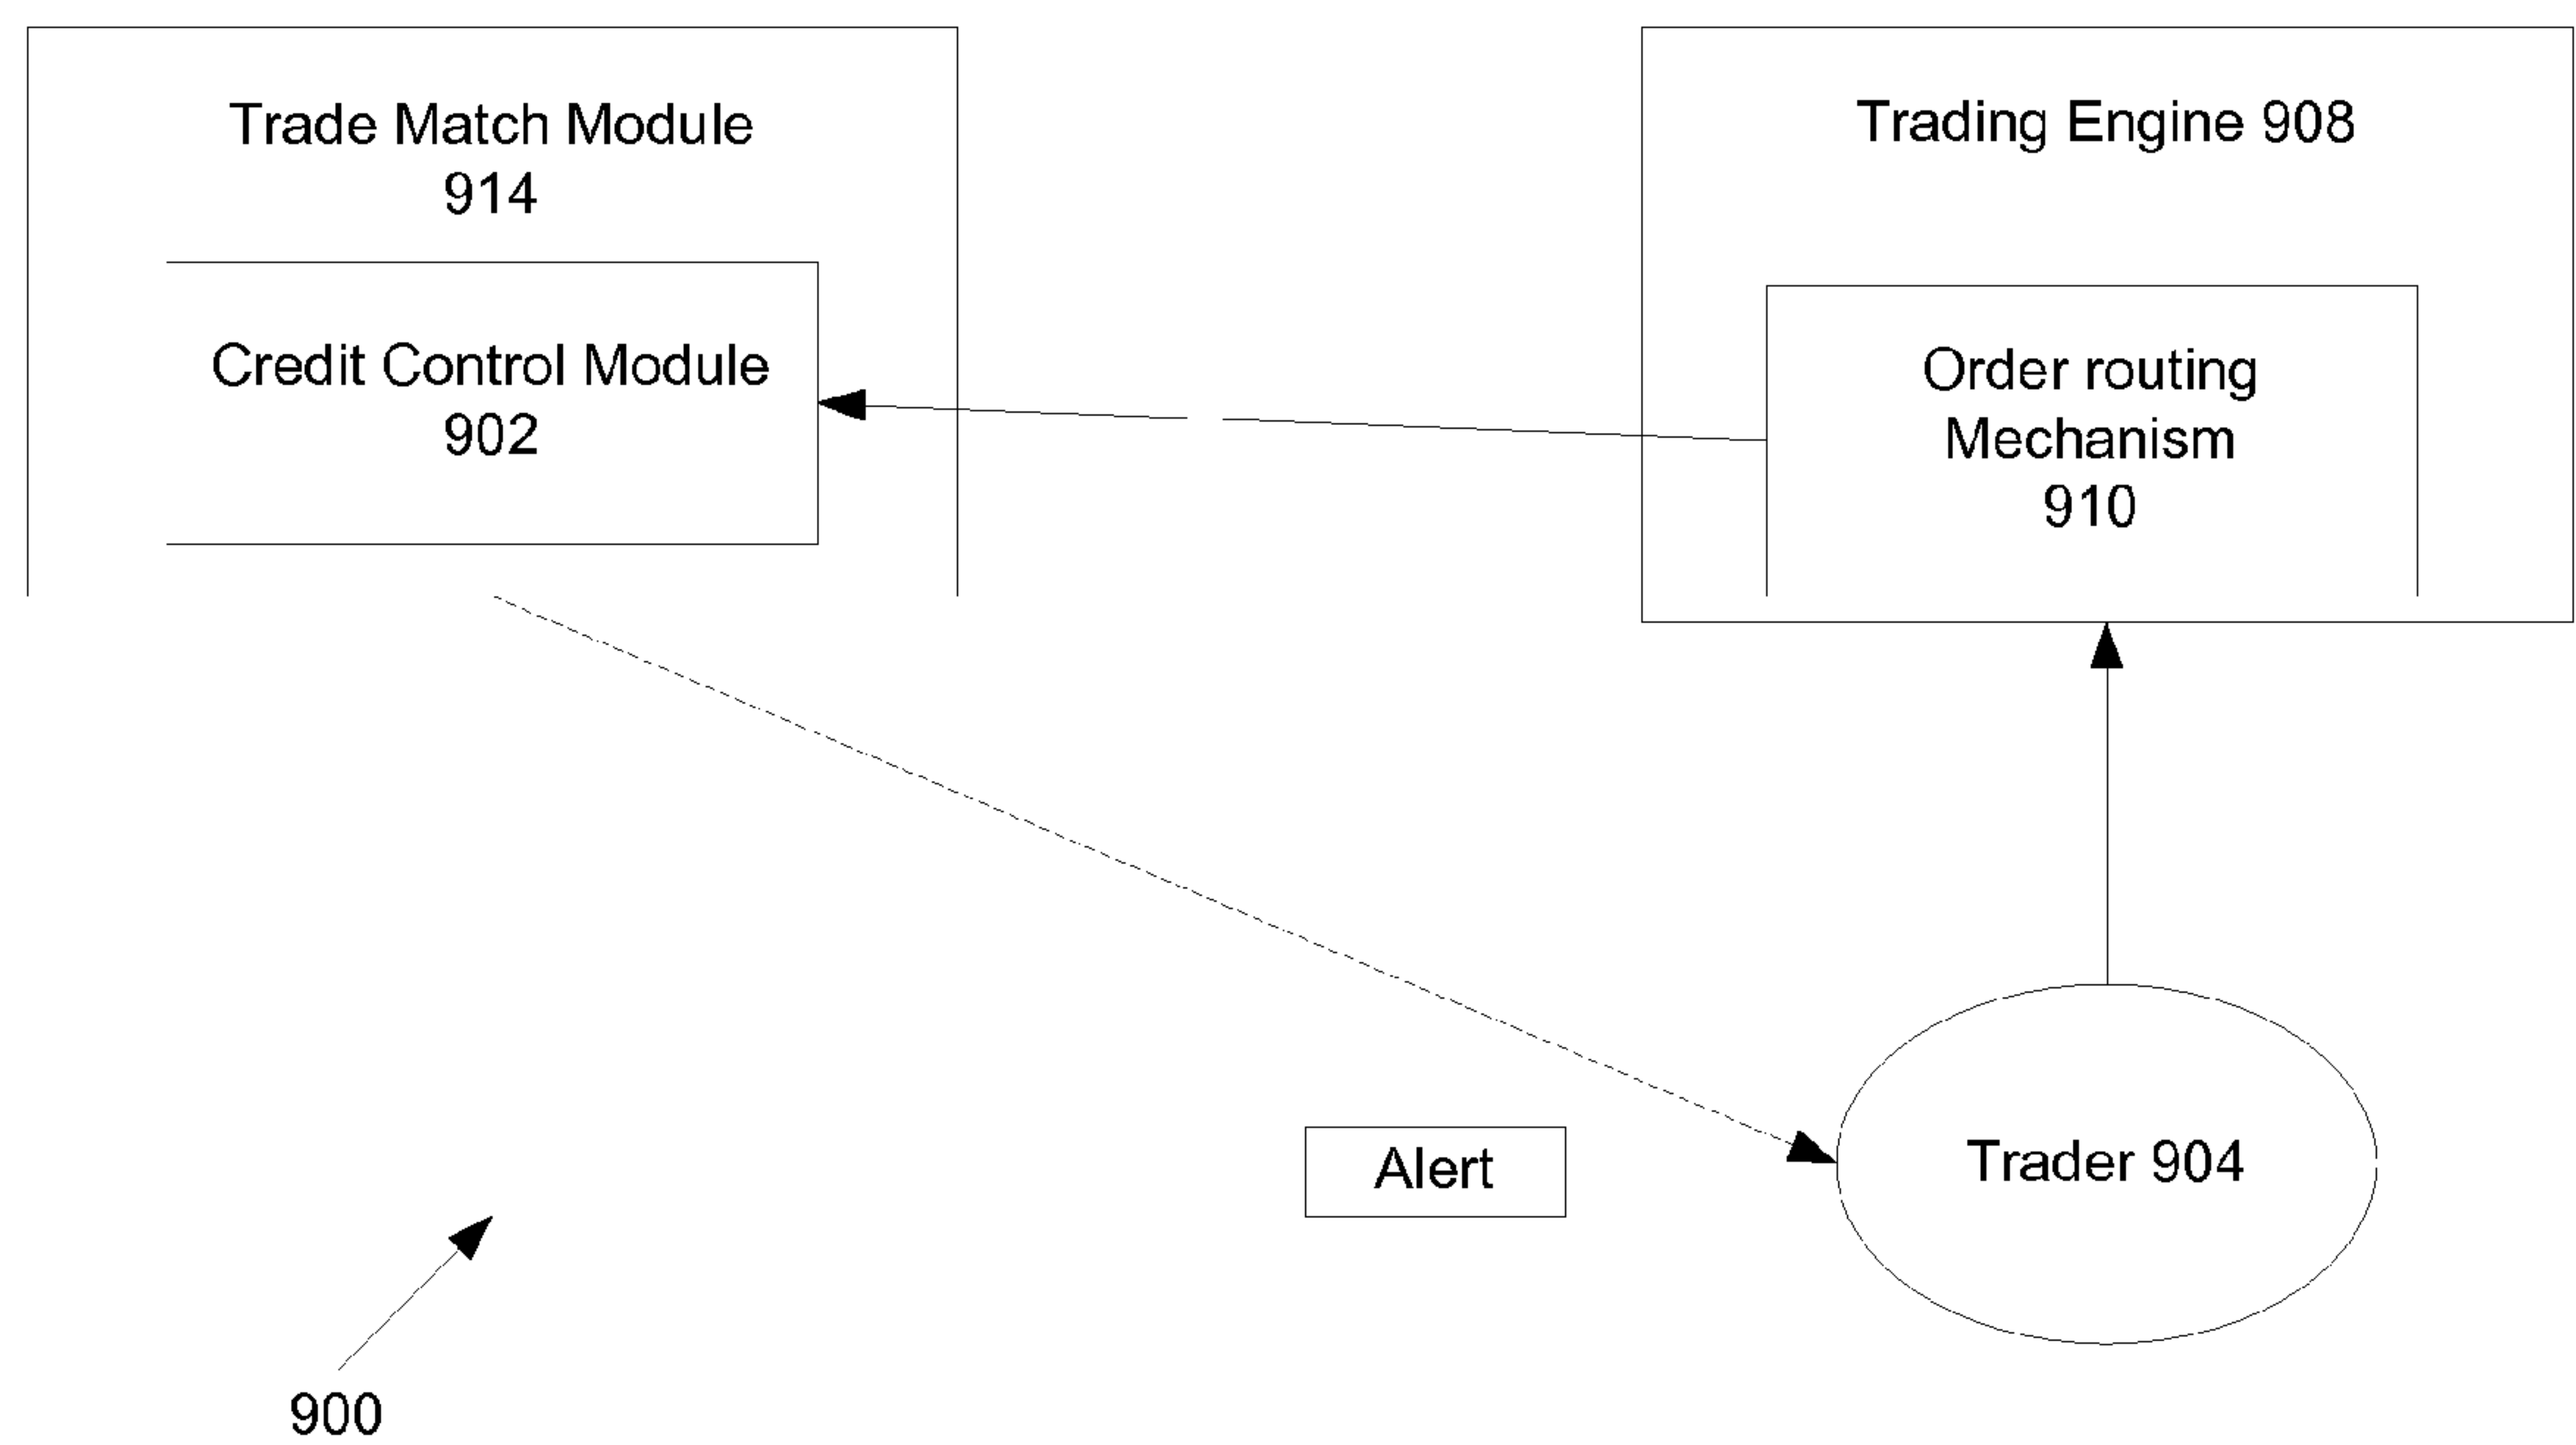 Trade Match Module
914
Credit Control Module
902
Trading Engine 908
Order routing
Mechanism
910
Alert
Trader 904
900